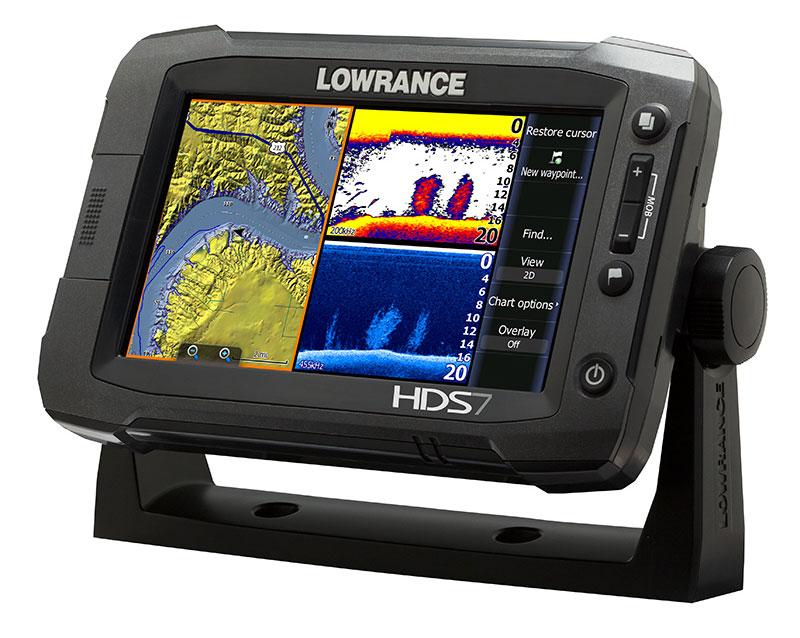 LOWRANCE
0
4
6
8
10
12
14
16
20
200kHz
0
4
6
8
10
12
14
16
20
455kHz
Restore cursor
New waypoint...
Find...
View
2D
Chart options
Overlay
Off
+
MOB
–
HDS7
LOWRANCE